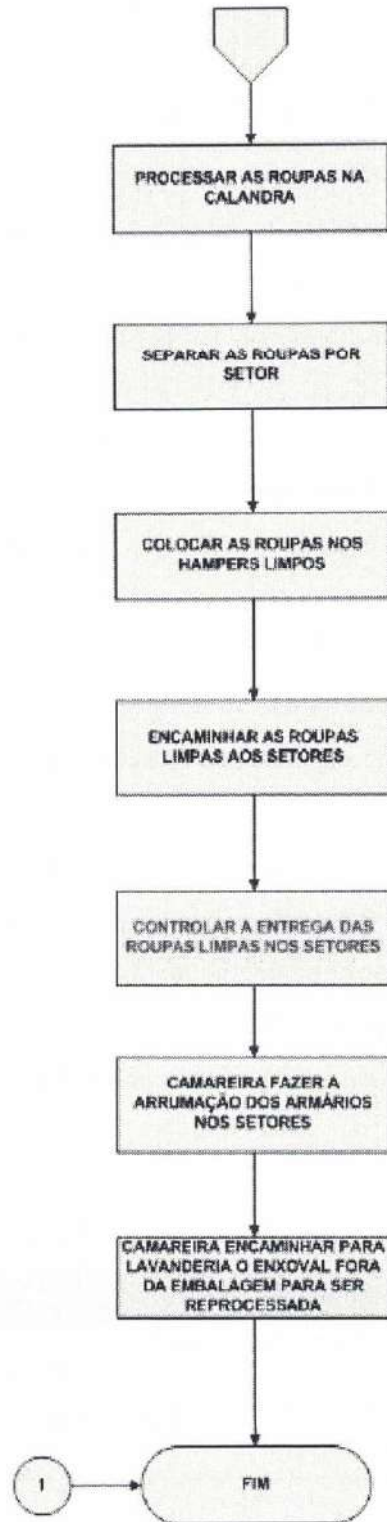 PROCESSAR AS ROUPAS NA
CALANDRA
SEPARAR AS ROUPAS POR
SETOR
COLOCAR AS ROUPAS NOS
HAMPERS LIMPOS
ENCAMINHAR AS ROUPAS
LIMPAS AOS SETORES
CONTROLAR A ENTREGA DAS
ROUPAS LIMPAS NOS SETORES
CAMAREIRA FAZER A
ARRUMAÇÃO DOS ARMÁRIOS
NOS SETORES
CAMAREIRA ENCAMINHAR PARA
LAVANDERIA O ENXOVAL FORA
DA EMBALAGEM PARA SER
REPROCESSADA
1
FIM